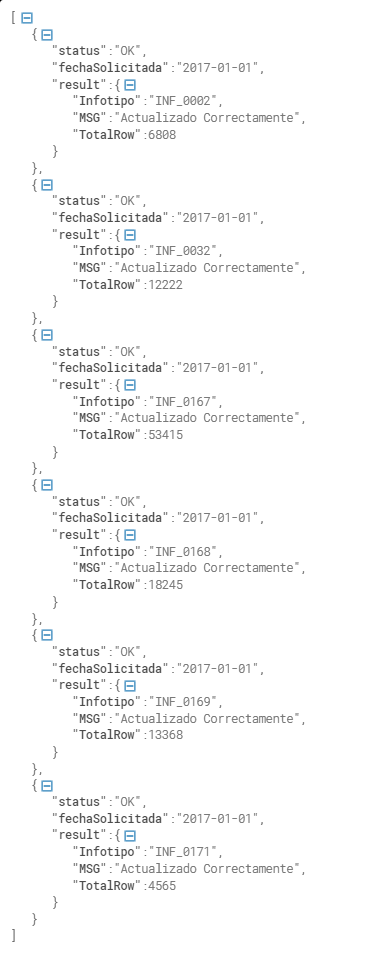 [
{
"status":"OK",
"fechaSolicitada":"2017-01-01",
"result":{
"Infotipo":"INF_0002",
"MSG":"Actualizado Correctamente",
"TotalRow":6808
}
},
{
"status":"OK",
"fechaSolicitada":"2017-01-01",
"result":{
"Infotipo":"INF_0032",
"MSG":"Actualizado Correctamente",
"TotalRow":12222
}
},
{
"status":"OK",
"fechaSolicitada":"2017-01-01",
"result":{
"Infotipo":"INF_0167",
"MSG":"Actualizado Correctamente",
"TotalRow":53415
}
},
{
"status":"OK",
"fechaSolicitada":"2017-01-01",
"result":{
"Infotipo":"INF_0168",
"MSG":"Actualizado Correctamente",
"TotalRow":18245
}
},
{
"status":"OK",
"fechaSolicitada":"2017-01-01",
"result":{
"Infotipo":"INF_0169",
"MSG":"Actualizado Correctamente",
"TotalRow":13368
}
},
{
"status":"OK",
"fechaSolicitada":"2017-01-01",
"result":{
"Infotipo":"INF_0171",
"MSG":"Actualizado Correctamente",
"TotalRow":4565
}
}
]